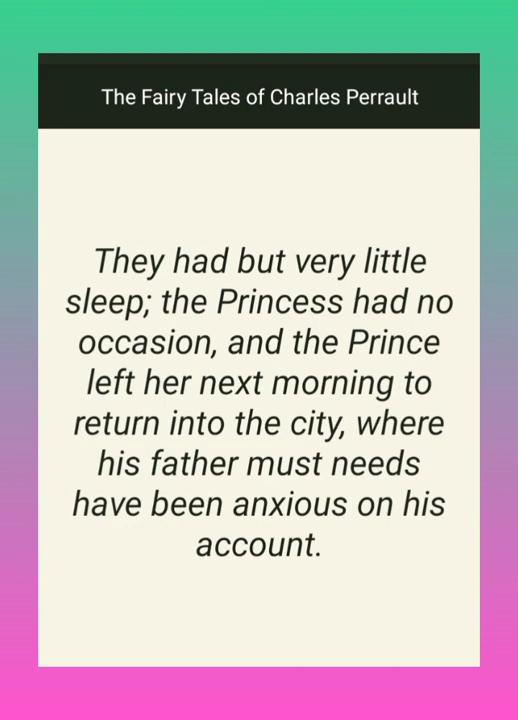 The Fairy Tales of Charles Perrault
They had but very little
sleep; the Princess had no
occasion, and the Prince
left her next morning to
return into the city, where
his father must needs
have been anxious on his
account.